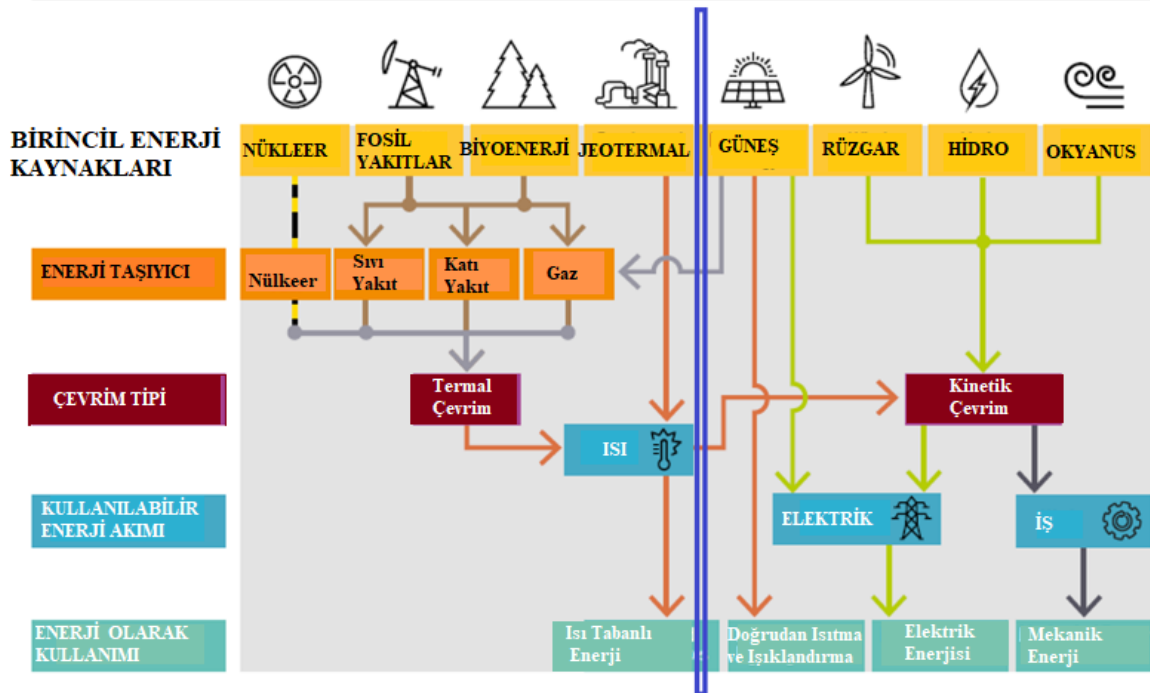 BİRİNCİL ENERJİ
KAYNAKLARI
NÜKLEER
FOSİL
YAKITLAR
BİYOENERJİ
JEOTERMAL
GÜNEŞ
RÜZGAR
HİDRO
OKYANUS
ENERJİ TAŞIYICI
Nülkeer
Sıvı
Yakıt
Katı
Yakıt
Gaz
ÇEVRİM TİPİ
Termal
Çevrim
Kinetik
Çevrim
ISI
KULLANILABİLİR
ENERJİ AKIMI
ELEKTRİK
İŞ
ENERJİ OLARAK
KULLANIMI
Isı Tabanlı
Enerji
Doğrudan Isıtma
ve Işıklandırma
Elektrik
Enerjisi
Mekanik
Enerji